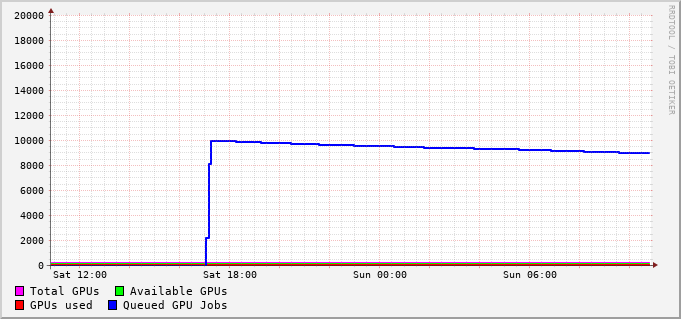 20000
18000
16000
14000
12000
10000
8000
6000
4000
2000
0
Sat 12:00 Sat 18:00 Sun 00:00 Sun 06:00
Total GPUs Available GPUs
GPUs used Queued GPU Jobs
RRDTOOL / TOBI OETIKER